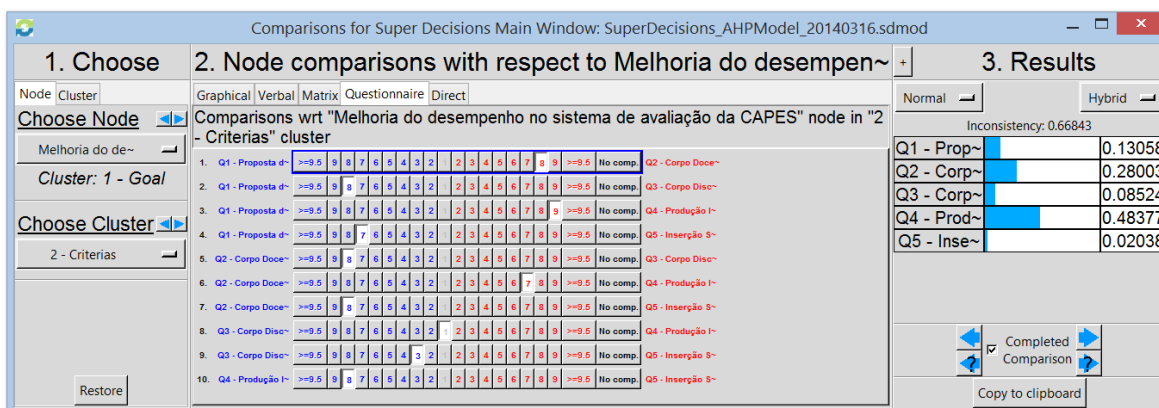 Comparisons for Super Decisions Main Window: SuperDecisions_AHPModel_20140316.sdmod
1. Choose
Node Cluster
Choose Node
Melhoria do de~
Cluster: 1 - Goal
Choose Cluster
2 - Criterias
Restore
2. Node comparisons with respect to Melhoria do desempen~ +
Graphical Verbal Matrix Questionnaire Direct
Comparisons wrt "Melhoria do desempenho no sistema de avaliação da CAPES" node in "2
- Criterias" cluster
1. Q1 - Proposta d~ >=9.5 9 8 7 6 5 4 3 2 1 2 3 4 5 6 7 8 9 >=9.5 No comp. Q2 - Corpo Doce~
2. Q1 - Proposta d~ >=9.5 9 8 7 6 5 4 3 2 1 2 3 4 5 6 7 8 9 >=9.5 No comp. Q3 - Corpo Disc~
3. Q1 - Proposta d~ >=9.5 9 8 7 6 5 4 3 2 1 2 3 4 5 6 7 8 9 >=9.5 No comp. Q4 - Produção I~
4. Q1 - Proposta d~ >=9.5 9 8 7 6 5 4 3 2 1 2 3 4 5 6 7 8 9 >=9.5 No comp. Q5 - Inserção S~
5. Q2 - Corpo Doce~ >=9.5 9 8 7 6 5 4 3 2 1 2 3 4 5 6 7 8 9 >=9.5 No comp. Q3 - Corpo Disc~
6. Q2 - Corpo Doce~ >=9.5 9 8 7 6 5 4 3 2 1 2 3 4 5 6 7 8 9 >=9.5 No comp. Q4 - Produção I~
7. Q2 - Corpo Doce~ >=9.5 9 8 7 6 5 4 3 2 1 2 3 4 5 6 7 8 9 >=9.5 No comp. Q5 - Inserção S~
8. Q3 - Corpo Disc~ >=9.5 9 8 7 6 5 4 3 2 1 2 3 4 5 6 7 8 9 >=9.5 No comp. Q4 - Produção I~
9. Q3 - Corpo Disc~ >=9.5 9 8 7 6 5 4 3 2 1 2 3 4 5 6 7 8 9 >=9.5 No comp. Q5 - Inserção S~
10. Q4 - Produção I~ >=9.5 9 8 7 6 5 4 3 2 1 2 3 4 5 6 7 8 9 >=9.5 No comp. Q5 - Inserção S~
3. Results
Normal Hybrid
Inconsistency: 0.66843
Q1 - Prop~ 0.13058
Q2 - Corp~ 0.28003
Q3 - Corp~ 0.08524
Q4 - Prod~ 0.48377
Q5 - Inse~ 0.02038
Completed
Comparison
? ?
Copy to clipboard